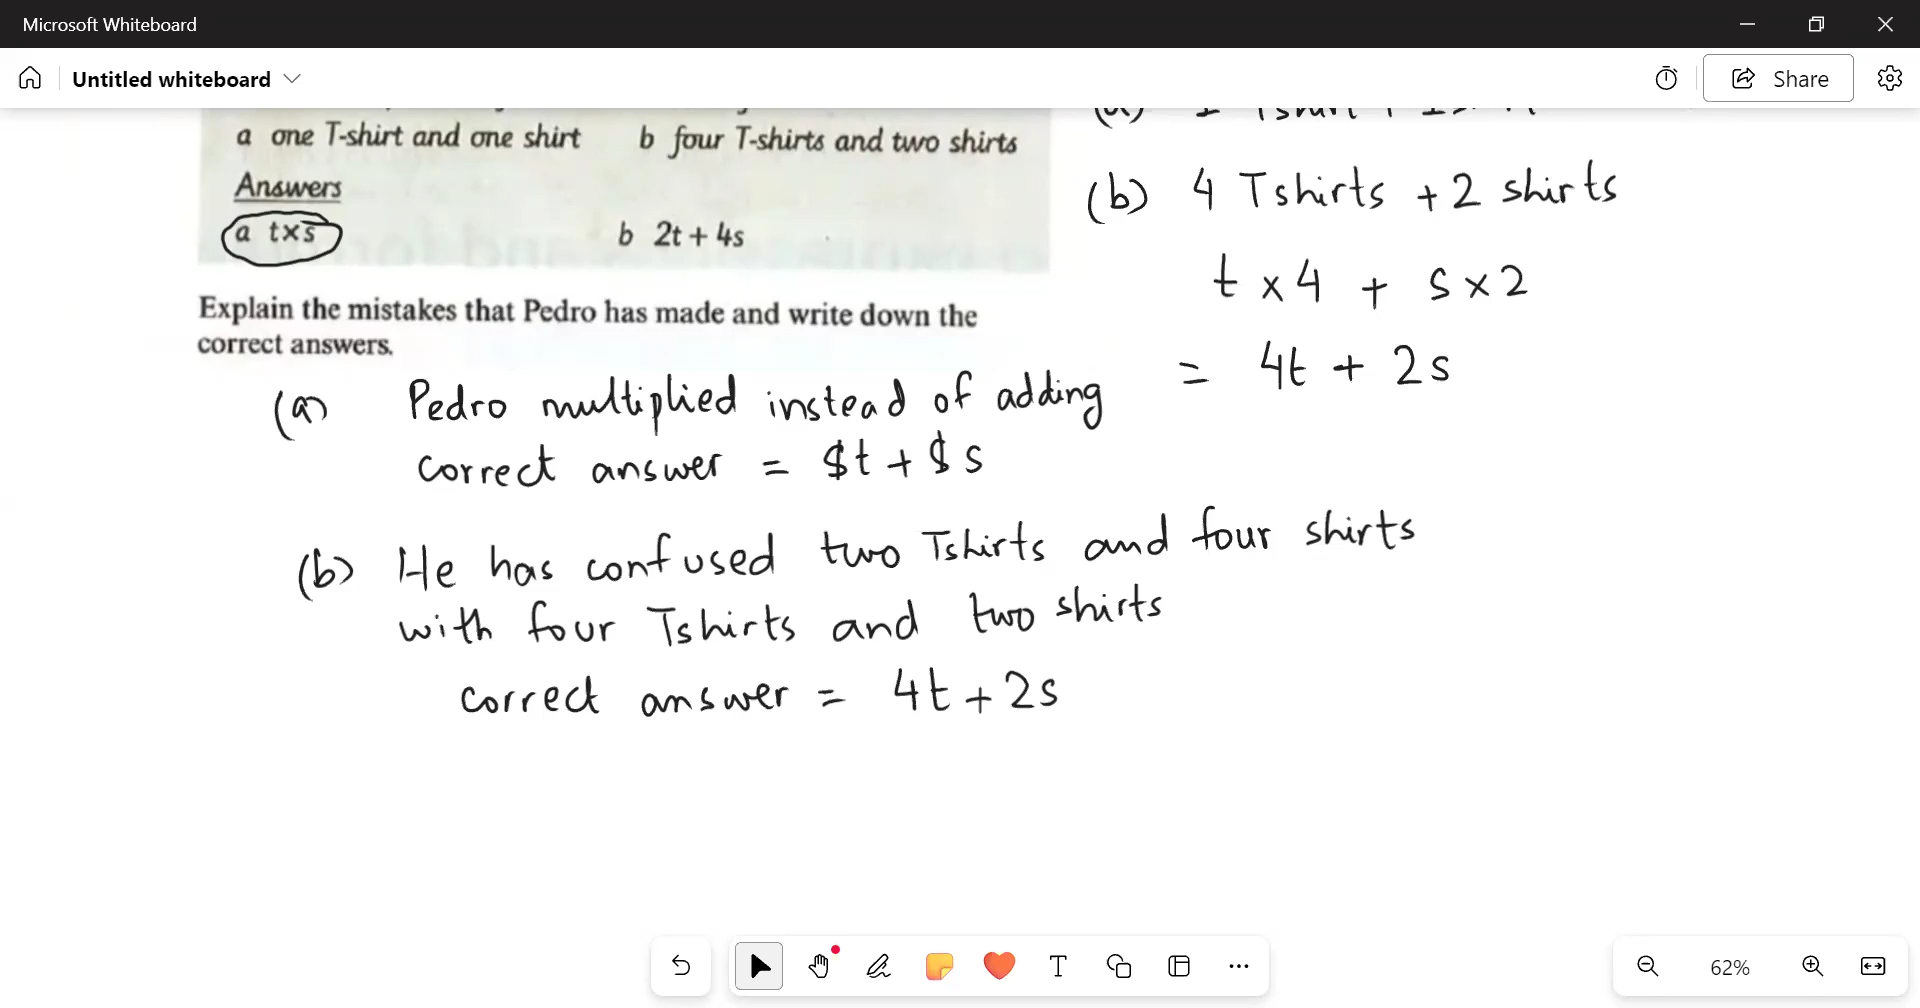 Microsoft Whiteboard
Untitled whiteboard
Share
a one T-shirt and one shirt b four T-shirts and two shirts
Answers
a t×s b 2t + 4s
Explain the mistakes that Pedro has made and write down the
correct answers.
(a) Pedro multiplied instead of adding
correct answer = $t + $s
(b) He has confused two Tshirts and four shirts
with four Tshirts and two shirts
correct answer = 4t + 2s
(b) 4 Tshirts + 2 shirts
t × 4 + s × 2
= 4t + 2s
62%